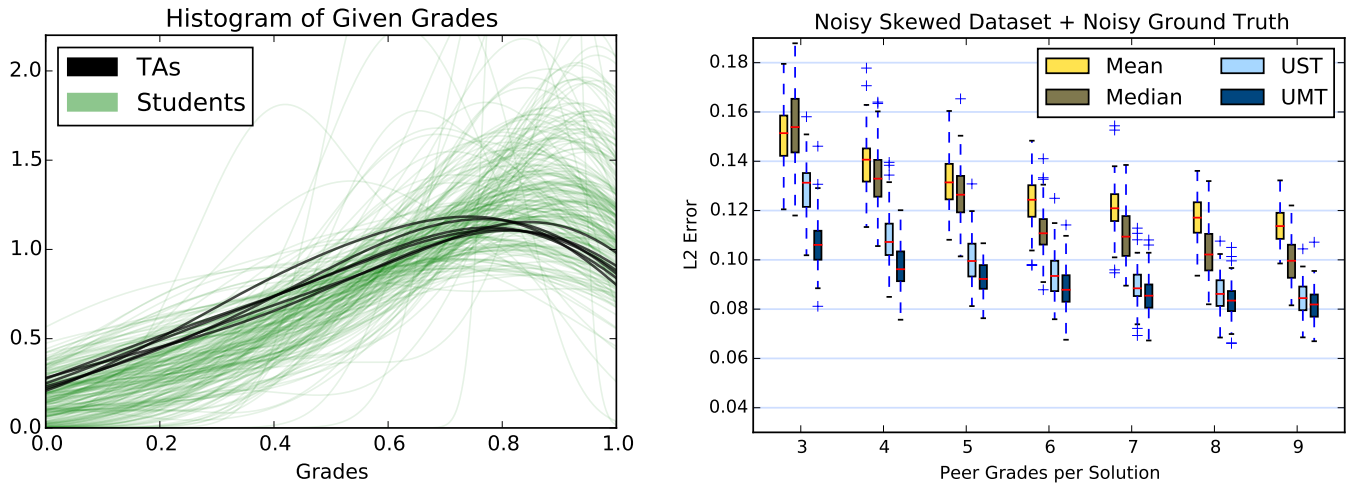 Histogram of Given Grades
TAs
Students
2.0
1.5
1.0
0.5
0.0
0.0 0.2 0.4 0.6 0.8 1.0
Grades
Noisy Skewed Dataset + Noisy Ground Truth
Mean UST
Median UMT
L2 Error
0.18
0.16
0.14
0.12
0.10
0.08
0.06
0.04
3 4 5 6 7 8 9
Peer Grades per Solution